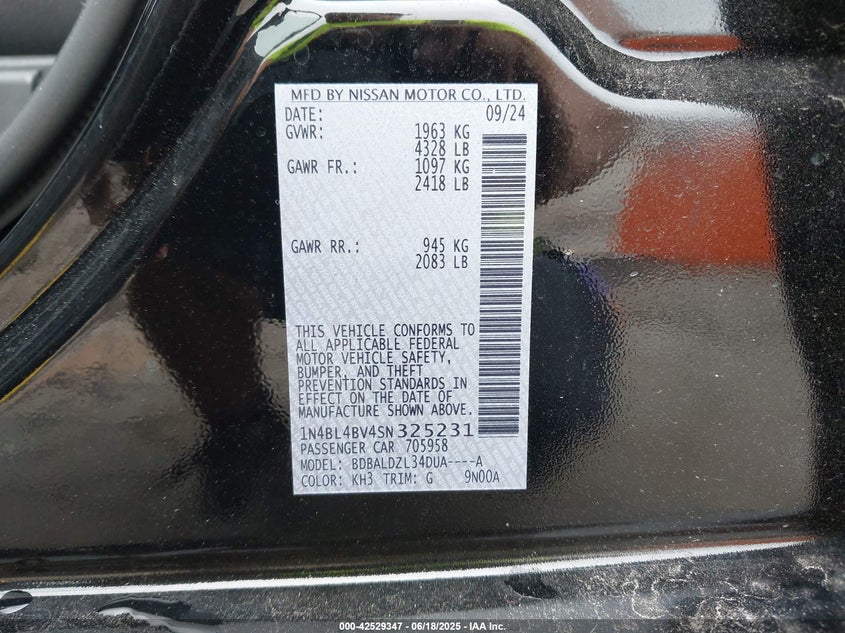 MFD BY NISSAN MOTOR CO., LTD.
DATE: 09/24
GVWR: 1963 KG
4328 LB
GAWR FR.: 1097 KG
2418 LB
GAWR RR.: 945 KG
2083 LB
THIS VEHICLE CONFORMS TO
ALL APPLICABLE FEDERAL
MOTOR VEHICLE SAFETY,
BUMPER, AND THEFT
PREVENTION STANDARDS IN
EFFECT ON THE DATE OF
MANUFACTURE SHOWN ABOVE.
1N4BL4BV4SN325231
PASSENGER CAR 705958
MODEL: BDBALDZL34DUA----A
COLOR: KH3 TRIM: G 9N00A
000-42529347 - 06/18/2025 - IAA Inc.